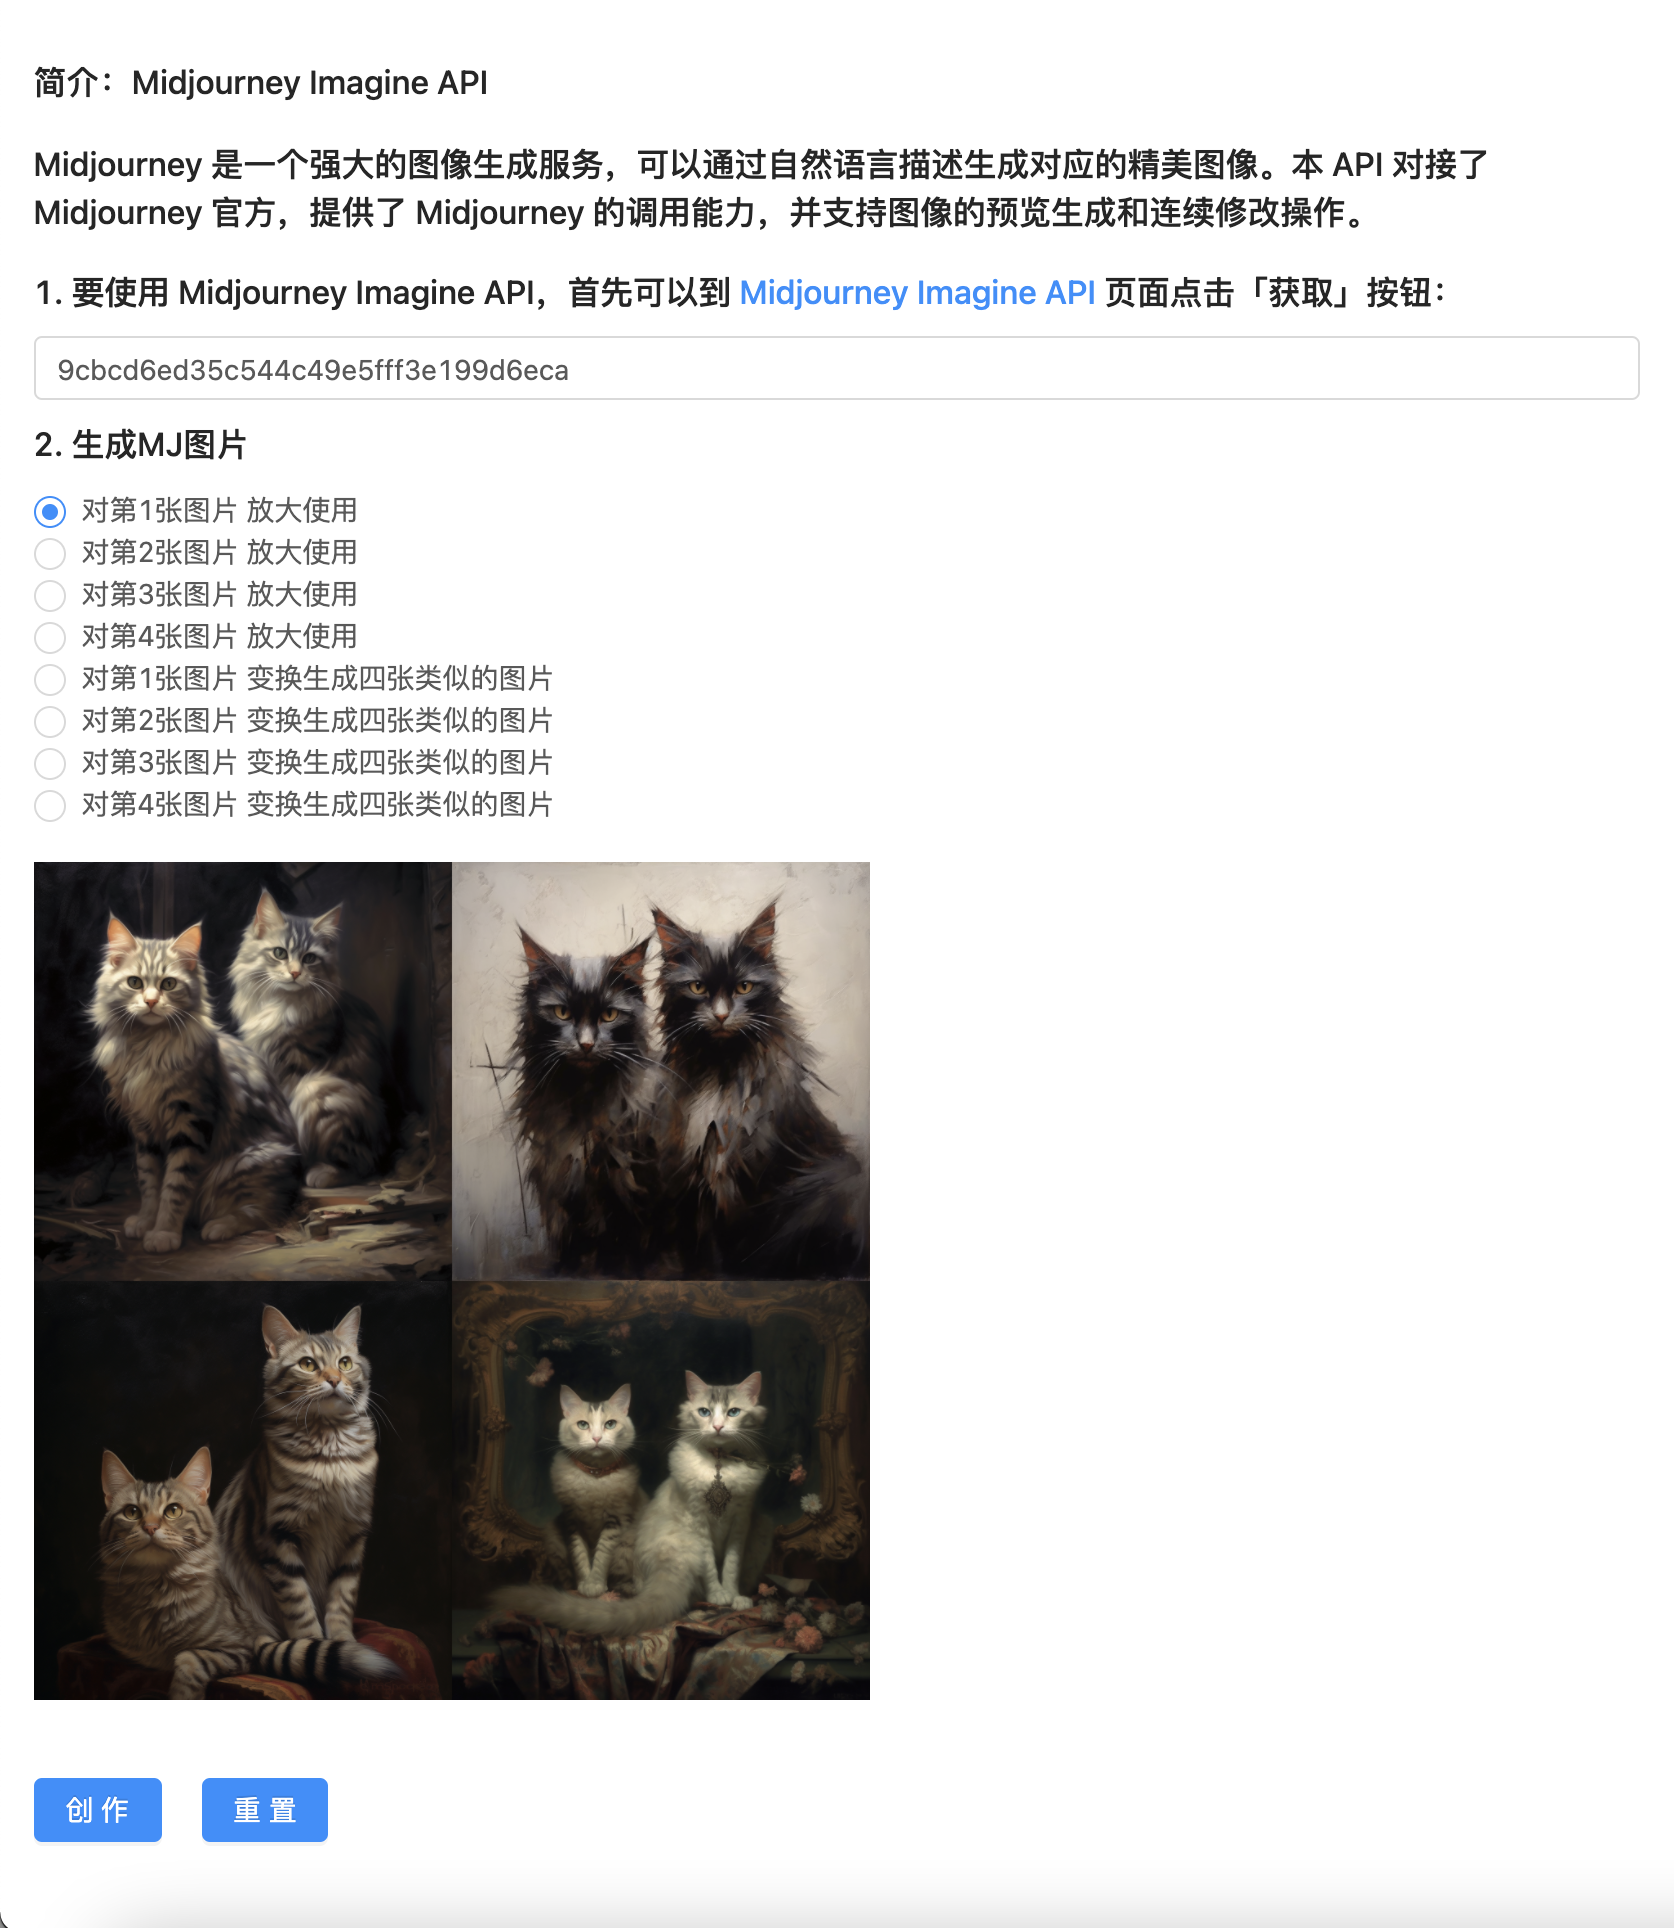 简介：Midjourney Imagine API
Midjourney 是一个强大的图像生成服务，可以通过自然语言描述生成对应的精美图像。本 API 对接了
Midjourney 官方，提供了 Midjourney 的调用能力，并支持图像的预览生成和连续修改操作。
1. 要使用 Midjourney Imagine API，首先可以到 Midjourney Imagine API 页面点击「获取」按钮：
9cbcd6ed35c544c49e5fff3e199d6eca
2. 生成MJ图片
对第1张图片 放大使用
对第2张图片 放大使用
对第3张图片 放大使用
对第4张图片 放大使用
对第1张图片 变换生成四张类似的图片
对第2张图片 变换生成四张类似的图片
对第3张图片 变换生成四张类似的图片
对第4张图片 变换生成四张类似的图片
创 作 重 置